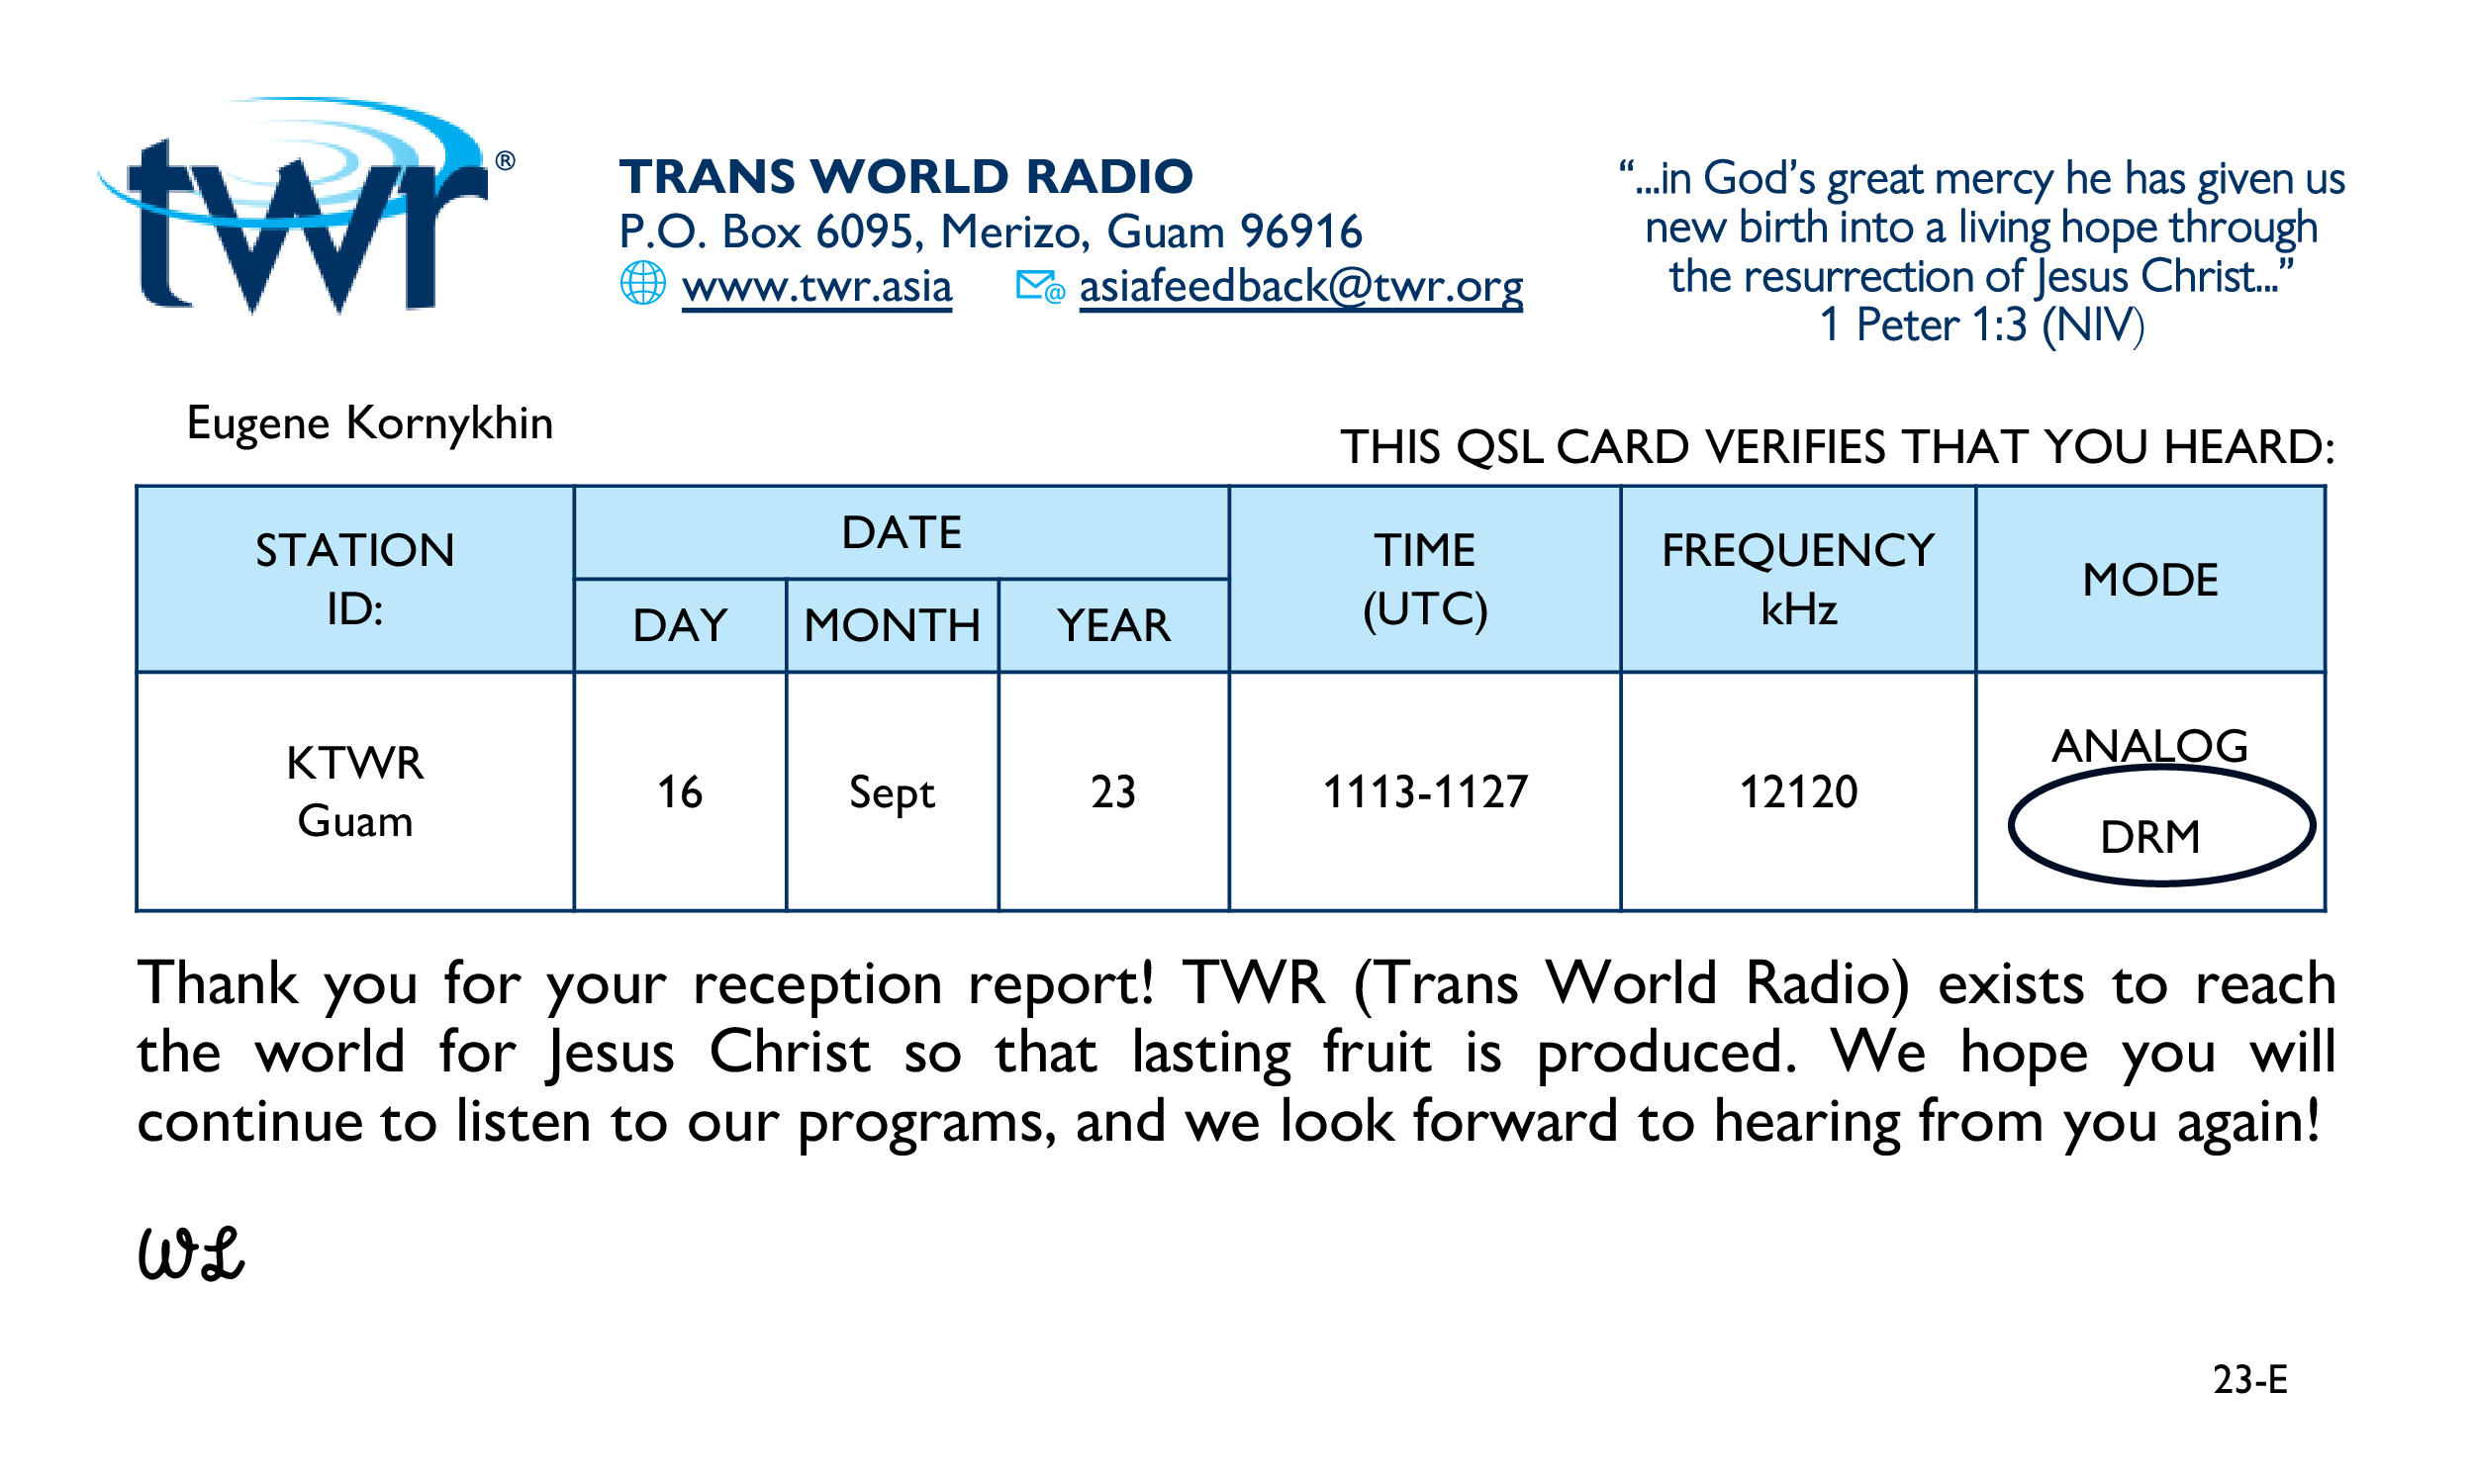 twr®
TRANS WORLD RADIO
P.O. Box 6095, Merizo, Guam 96916
www.twr.asia asiafeedback@twr.org
“...in God’s great mercy he has given us
new birth into a living hope through
the resurrection of Jesus Christ...”
1 Peter 1:3 (NIV)
Eugene Kornykhin
THIS QSL CARD VERIFIES THAT YOU HEARD:
STATION
ID:
DATE
DAY MONTH YEAR
TIME
(UTC)
FREQUENCY
kHz
MODE
KTWR
Guam
16 Sept 23 1113-1127 12120
ANALOG
DRM
Thank you for your reception report! TWR (Trans World Radio) exists to reach
the world for Jesus Christ so that lasting fruit is produced. We hope you will
continue to listen to our programs, and we look forward to hearing from you again!
WL
23-E